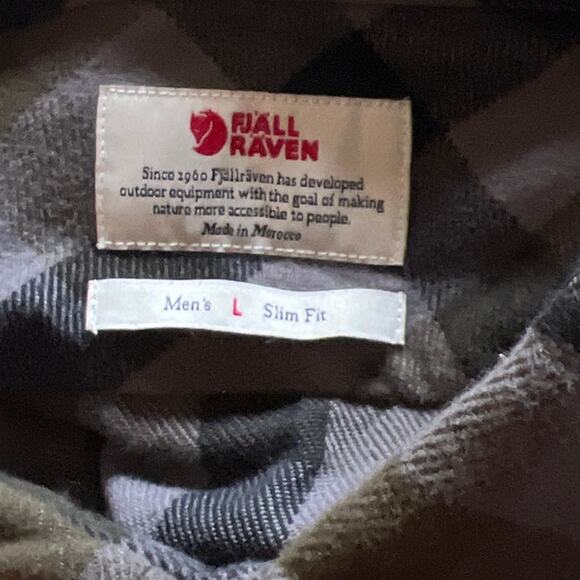 FJÄLL
RÄVEN
Since 1960 Fjällräven has developed
outdoor equipment with the goal of making
nature more accessible to people.
Made in Morocco
Men's L Slim Fit